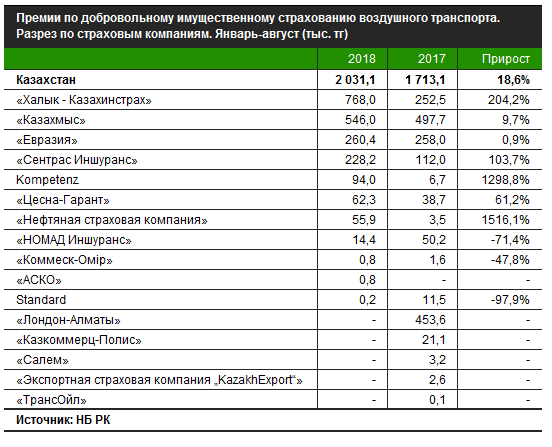 Премии по добровольному имущественному страхованию воздушного транспорта.
Разрез по страховым компаниям. Январь-август (тыс. тг)
2018 2017 Прирост
Казахстан 2 031,1 1 713,1 18,6%
«Халык - Казахинстрах» 768,0 252,5 204,2%
«Казахмыс» 546,0 497,7 9,7%
«Евразия» 260,4 258,0 0,9%
«Сентрас Иншуранс» 228,2 112,0 103,7%
Kompetenz 94,0 6,7 1298,8%
«Цесна-Гарант» 62,3 38,7 61,2%
«Нефтяная страховая компания» 55,9 3,5 1516,1%
«НОМАД Иншуранс» 14,4 50,2 -71,4%
«Коммеск-Омір» 0,8 1,6 -47,8%
«АСКО» 0,8 - -
Standard 0,2 11,5 -97,9%
«Лондон-Алматы» - 453,6 -
«Казкоммерц-Полис» - 21,1 -
«Салем» - 3,2 -
«Экспортная страховая компания „KazakhExport“» - 2,6 -
«ТрансОйл» - 0,1 -
Источник: НБ РК